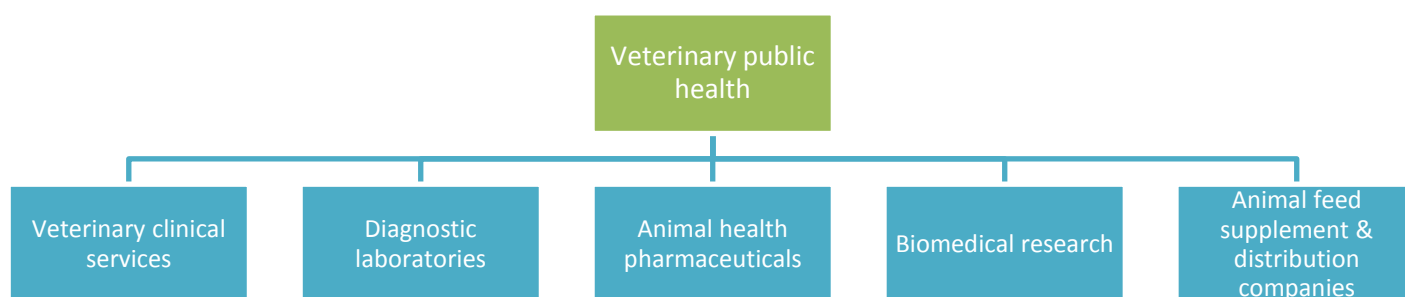 Veterinary public
health
Veterinary clinical
services
Diagnostic
laboratories
Animal health
pharmaceuticals
Biomedical research
Animal feed
supplement &
distribution
companies